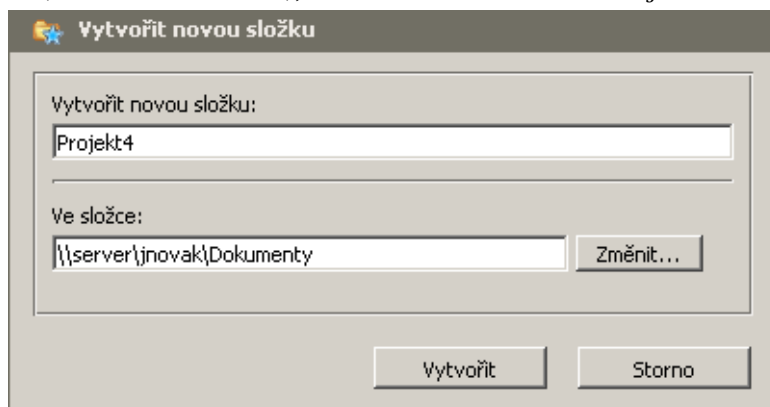 Vytvořit novou složku
Vytvořit novou složku:
Projekt4
Ve složce:
\\server\jnovak\Dokumenty
Změnit...
Vytvořit
Storno